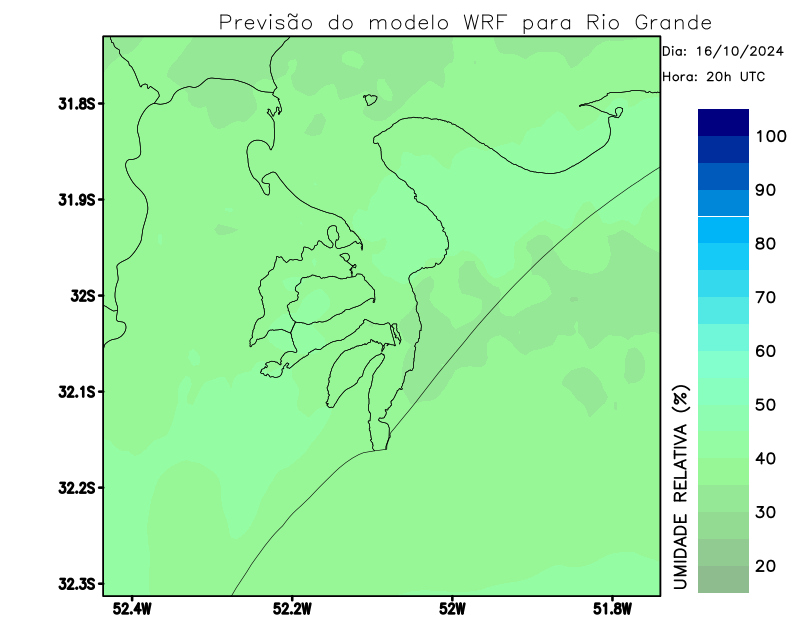 Previsão do modelo WRF para Rio Grande
Dia: 16/10/2024
Hora: 20h UTC
31.8S
31.9S
32S
32.1S
32.2S
32.3S
52.4W
52.2W
52W
51.8W
100
90
80
70
60
50
40
30
20
UMIDADE RELATIVA (%)